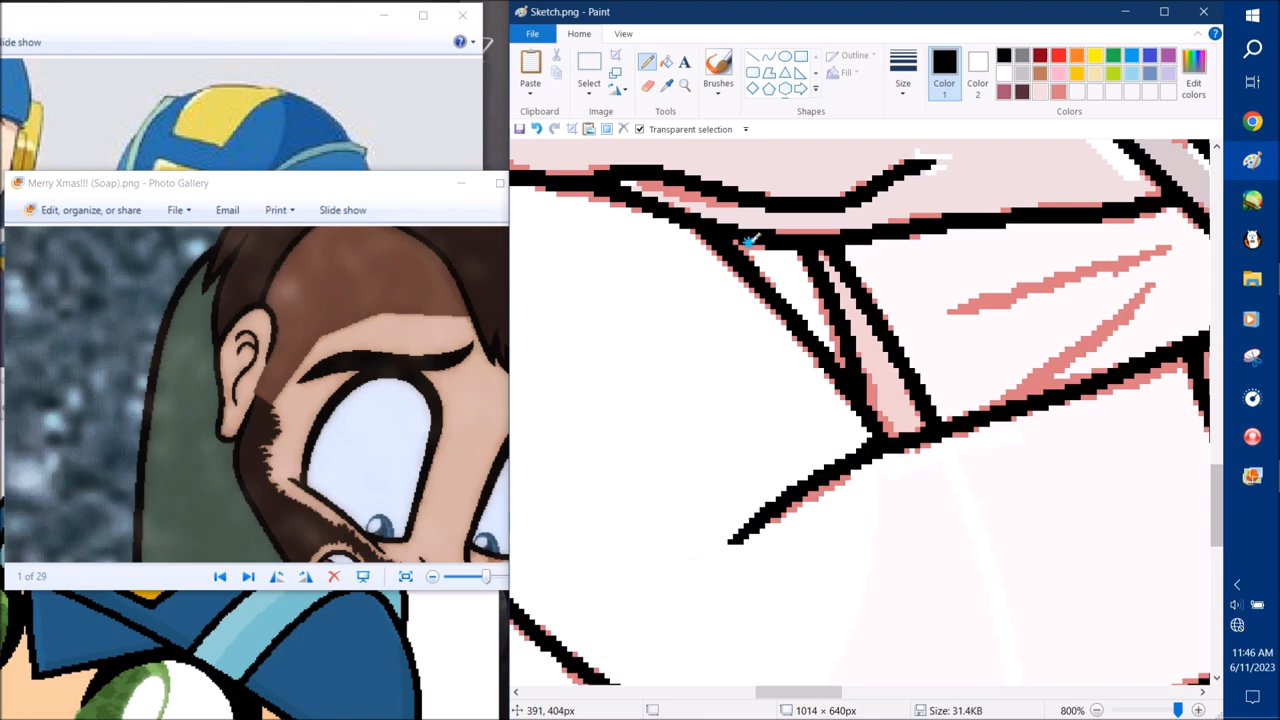 Sketch.png - Paint
lide show
File
Home
View
Paste
Select
Brushes
Size
Outline
Fill
Color
1
Color
2
Edit
colors
Clipboard
Image
Tools
Shapes
Colors
Transparent selection
Merry Xmas!!! (Soap).png - Photo Gallery
Edit, organize, or share
File
Email
Print
Slide show
1 of 29
391, 404px
1014 × 640px
Size: 31.4KB
800%
11:46 AM
6/11/2023